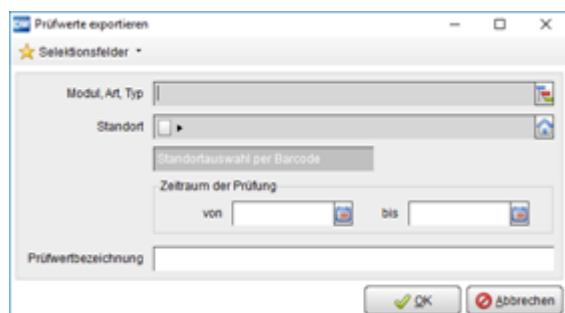 Prüfwerte exportieren
Selektionsfelder
Modul, Art, Typ
Standort
Standortauswahl per Barcode
Zeitraum der Prüfung
von bis
Prüfwertbezeichnung
OK Abbrechen